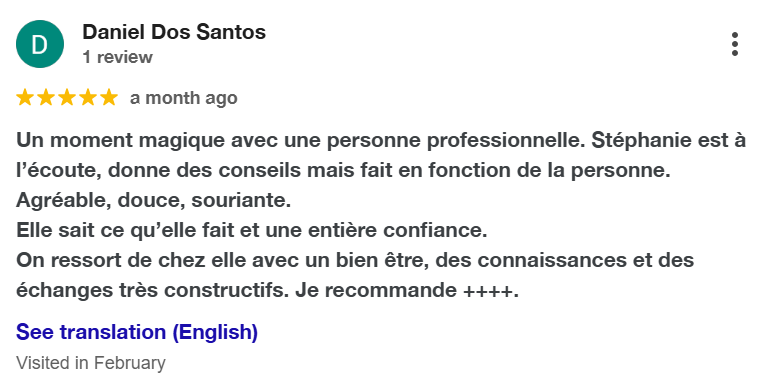 D
Daniel Dos Santos
1 review
a month ago
Un moment magique avec une personne professionnelle. Stéphanie est à
l’écoute, donne des conseils mais fait en fonction de la personne.
Agréable, douce, souriante.
Elle sait ce qu’elle fait et une entière confiance.
On ressort de chez elle avec un bien être, des connaissances et des
échanges très constructifs. Je recommande ++++.
See translation (English)
Visited in February